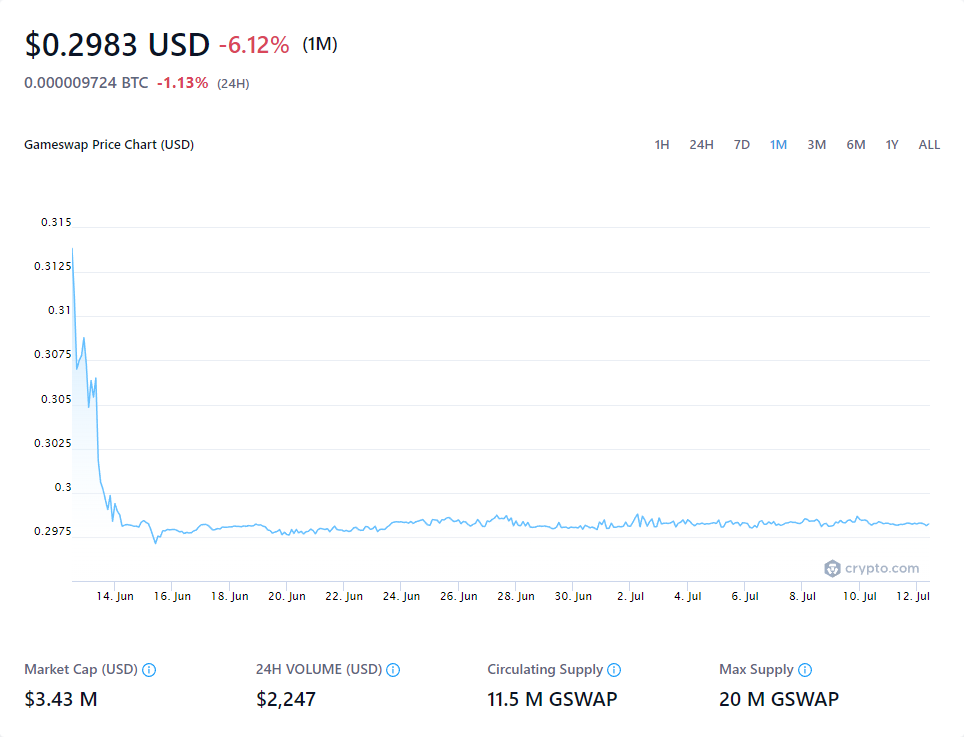 $0.2983 USD -6.12% (1M)
0.000009724 BTC -1.13% (24H)
Gameswap Price Chart (USD) 1H 24H 7D 1M 3M 6M 1Y ALL
0.315
0.3125
0.31
0.3075
0.305
0.3025
0.3
0.2975
crypto.com
14. Jun 16. Jun 18. Jun 20. Jun 22. Jun 24. Jun 26. Jun 28. Jun 30. Jun 2. Jul 4. Jul 6. Jul 8. Jul 10. Jul 12. Jul
Market Cap (USD) 24H VOLUME (USD) Circulating Supply Max Supply
$3.43 M $2,247 11.5 M GSWAP 20 M GSWAP